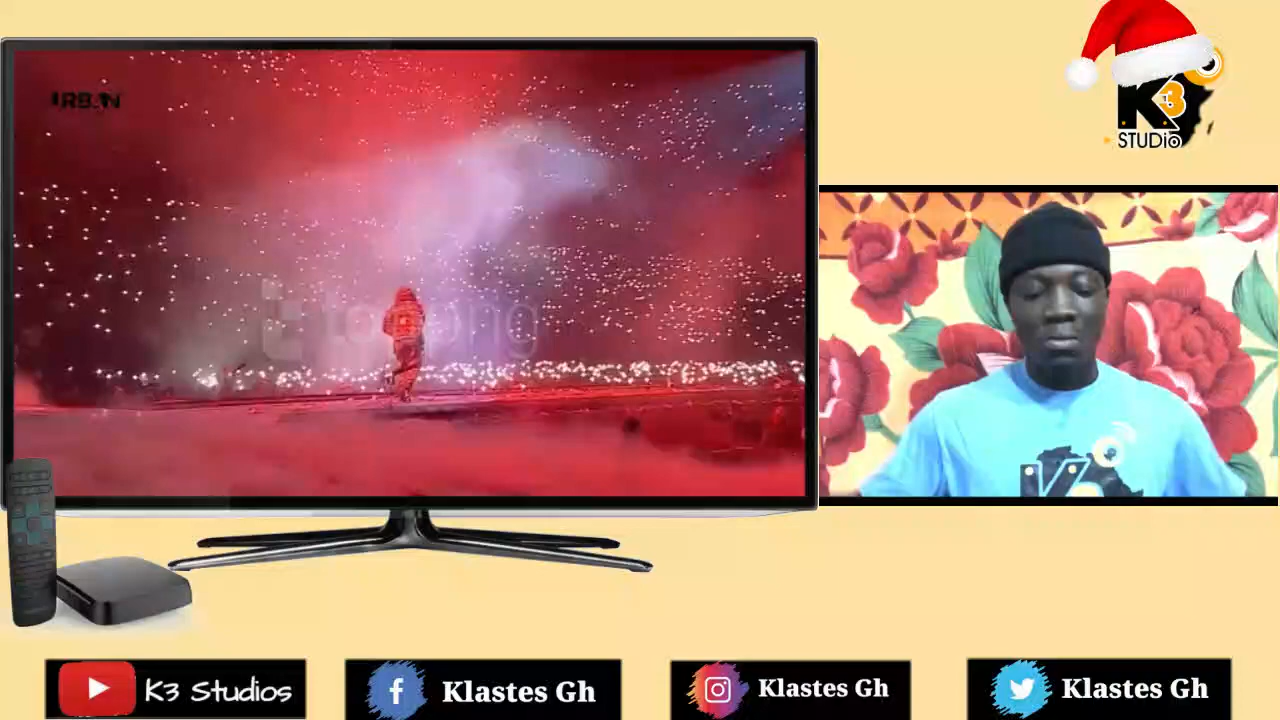 URBAN
K3
STUDiO
K3 Studios
Klastes Gh
Klastes Gh
Klastes Gh